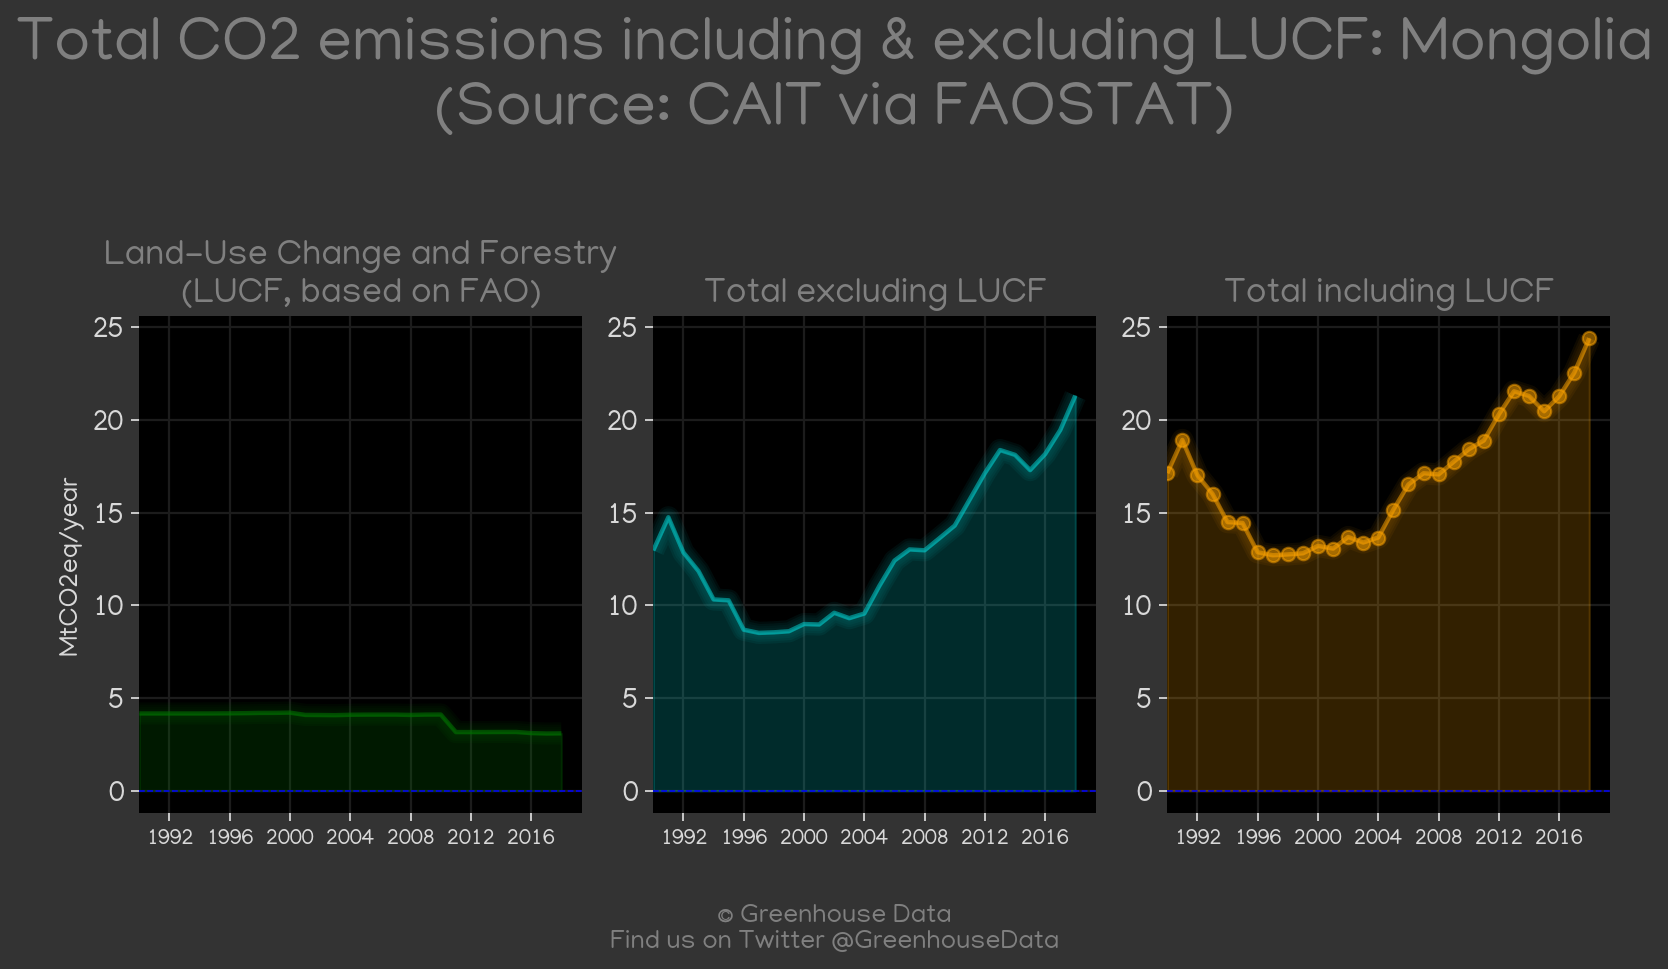 Total CO2 emissions including & excluding LUCF: Mongolia
(Source: CAIT via FAOSTAT)
Land-Use Change and Forestry
(LUCF, based on FAO)
Total excluding LUCF
Total including LUCF
MtCO2eq/year
25
20
15
10
5
0
1992 1996 2000 2004 2008 2012 2016
25
20
15
10
5
0
1992 1996 2000 2004 2008 2012 2016
25
20
15
10
5
0
1992 1996 2000 2004 2008 2012 2016
© Greenhouse Data
Find us on Twitter @GreenhouseData